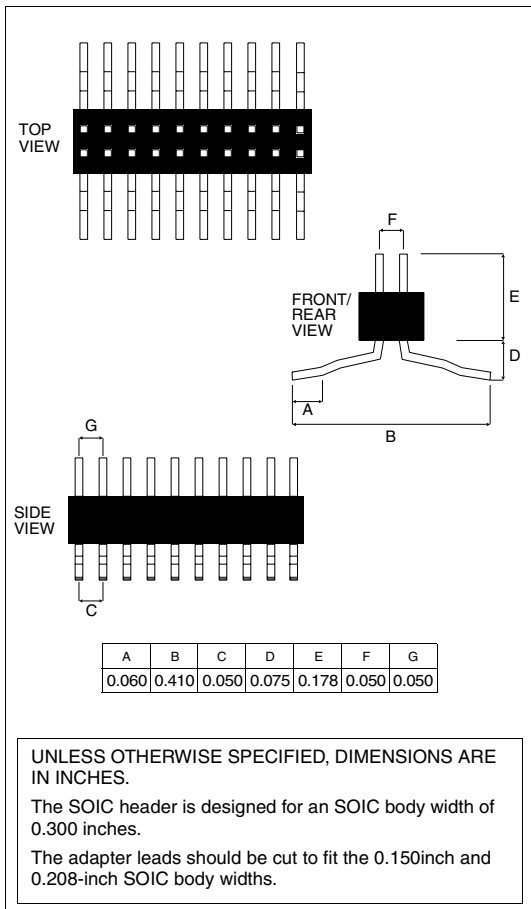 TOP
VIEW
F
E
FRONT/
REAR
VIEW
D
A
B
G
SIDE
VIEW
C
A B C D E F G
0.060 0.410 0.050 0.075 0.178 0.050 0.050
UNLESS OTHERWISE SPECIFIED, DIMENSIONS ARE
IN INCHES.
The SOIC header is designed for an SOIC body width of
0.300 inches.
The adapter leads should be cut to fit the 0.150inch and
0.208-inch SOIC body widths.